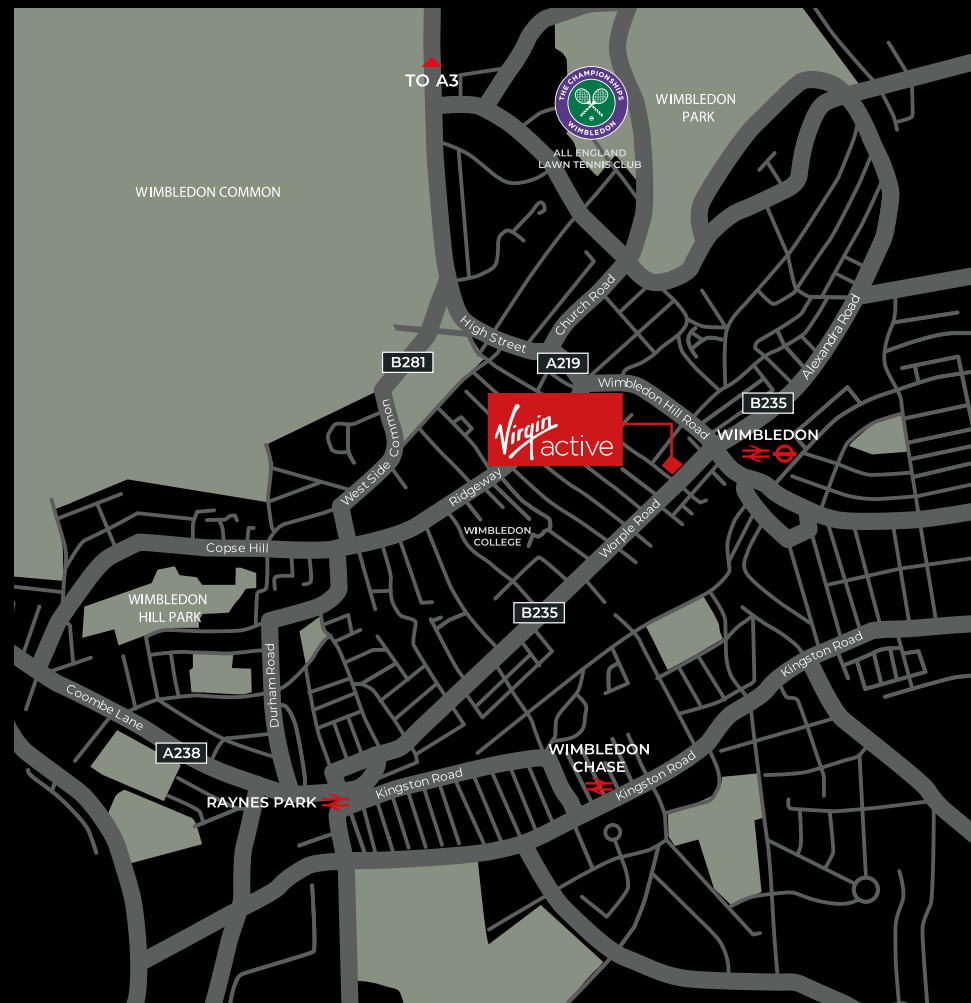 TO A3
THE CHAMPIONSHIPS
WIMBLEDON
WIMBLEDON
PARK
ALL ENGLAND
LAWN TENNIS CLUB
WIMBLEDON COMMON
Church Road
High Street
Alexandra Road
B281
A219
Wimbledon Hill Road
B235
Virgin
active
WIMBLEDON
West Side Common
Ridgeway
Worple Road
WIMBLEDON
COLLEGE
Copse Hill
WIMBLEDON
HILL PARK
B235
Kingston Road
Durham Road
Coombe Lane
A238
WIMBLEDON
CHASE
Kingston Road
Kingston Road
RAYNES PARK